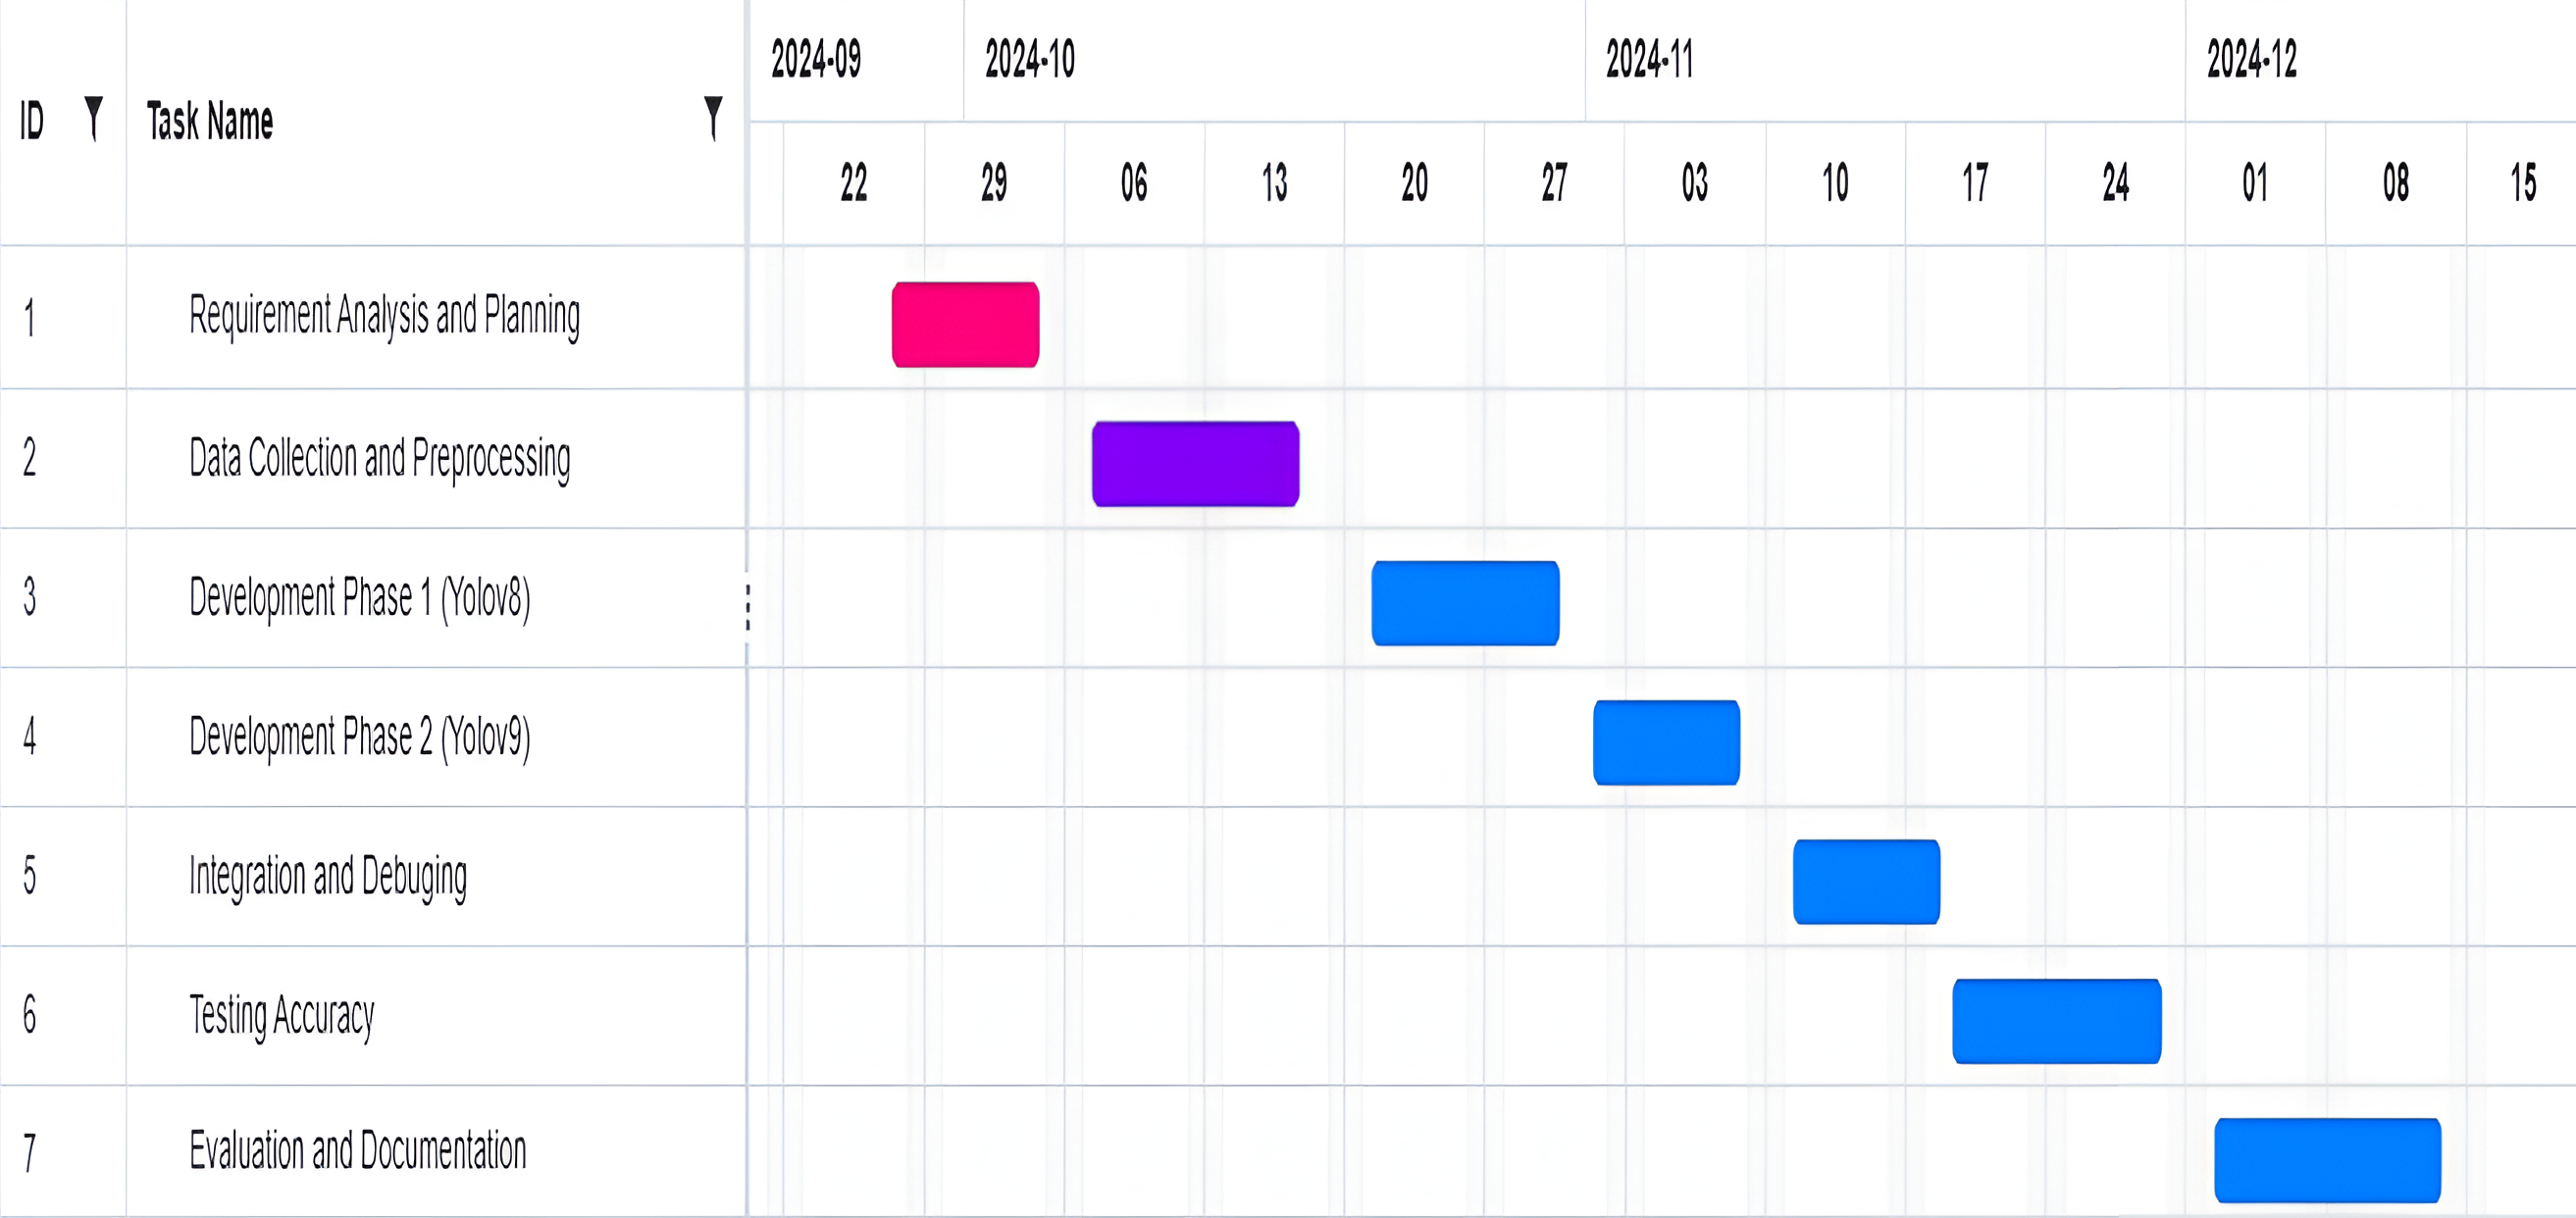 2024-09 2024-10 2024-11 2024-12
ID Task Name
22 29 06 13 20 27 03 10 17 24 01 08 15
1 Requirement Analysis and Planning
2 Data Collection and Preprocessing
3 Development Phase 1 (Yolov8)
4 Development Phase 2 (Yolov9)
5 Integration and Debuging
6 Testing Accuracy
7 Evaluation and Documentation